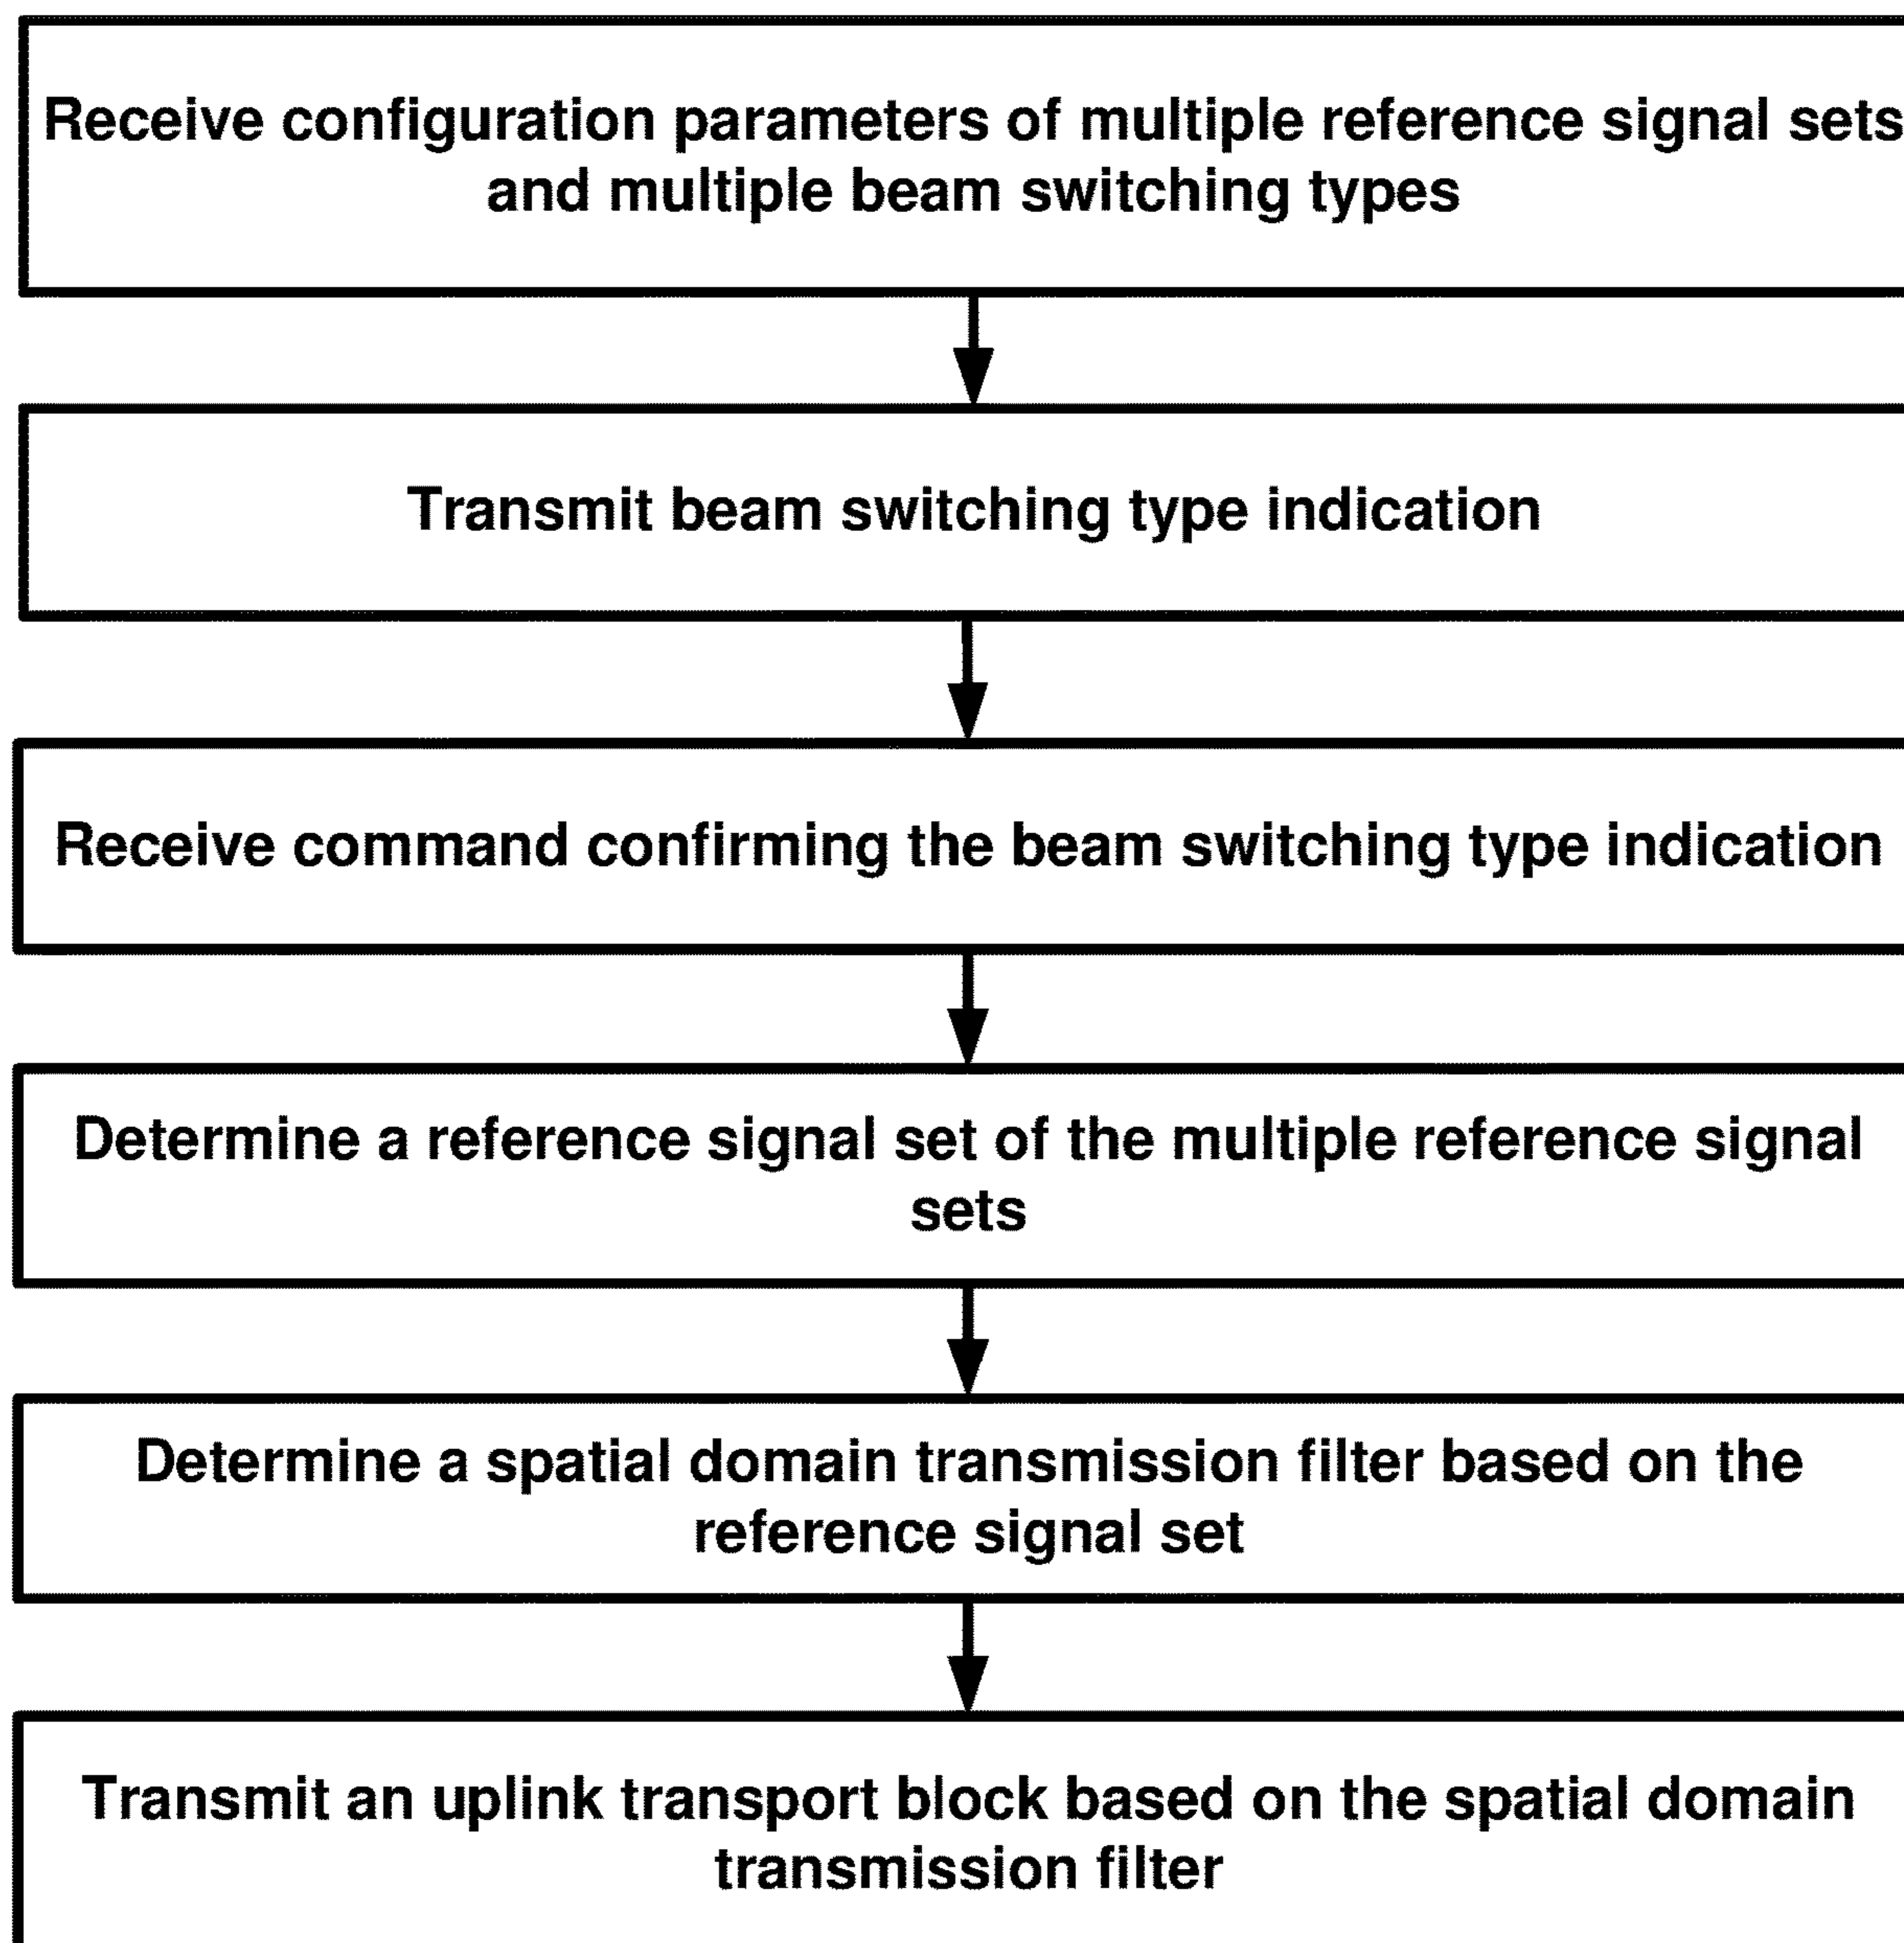 Receive configuration parameters of multiple reference signal sets
and multiple beam switching types
Transmit beam switching type indication
Receive command confirming the beam switching type indication
Determine a reference signal set of the multiple reference signal
sets
Determine a spatial domain transmission filter based on the
reference signal set
Transmit an uplink transport block based on the spatial domain
transmission filter